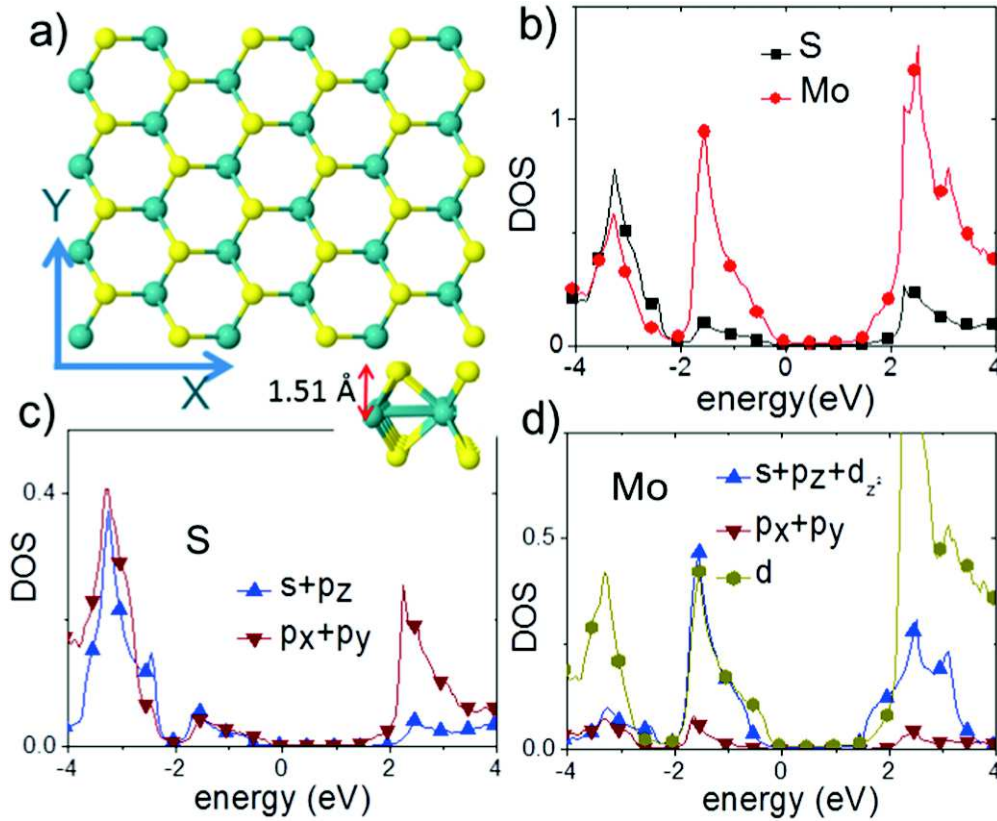 a)
Y
X
1.51 Å
b)
S
Mo
DOS
1
0
-4 -2 0 2 4
energy(eV)
c)
DOS
0.4
0.0
S
s+pz
px+py
-4 -2 0 2 4
energy (eV)
d)
DOS
d
0.5
0.0
Mo
s+pz+dz²
px+py
d
-4 -2 0 2 4
energy (eV)